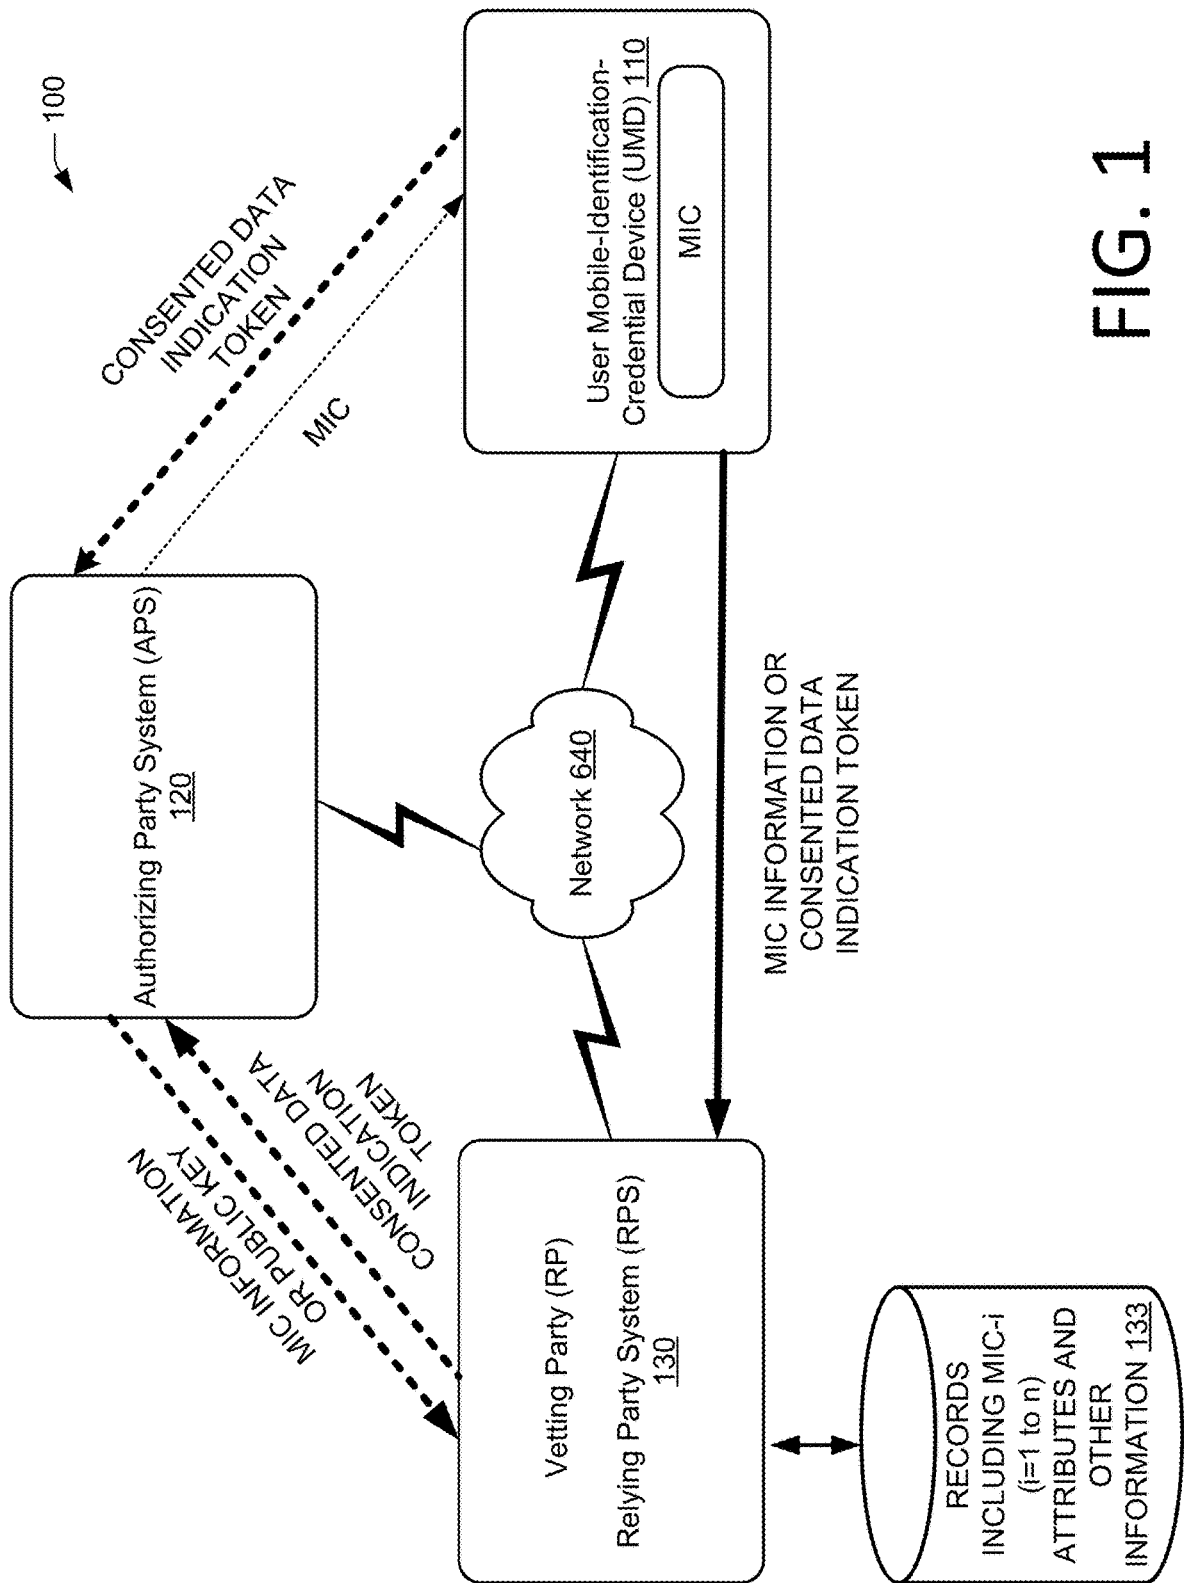 100
Authorizing Party System (APS)
120
CONSENTED DATA
INDICATION
TOKEN
MIC
MIC INFORMATION
OR PUBLIC KEY
CONSENTED DATA
INDICATION
TOKEN
Vetting Party (RP)
Relying Party System (RPS)
130
Network 640
User Mobile-Identification-
Credential Device (UMD) 110
MIC
MIC INFORMATION OR
CONSENTED DATA
INDICATION TOKEN
RECORDS
INCLUDING MIC-i
(i=1 to n)
ATTRIBUTES AND
OTHER
INFORMATION 133
FIG. 1